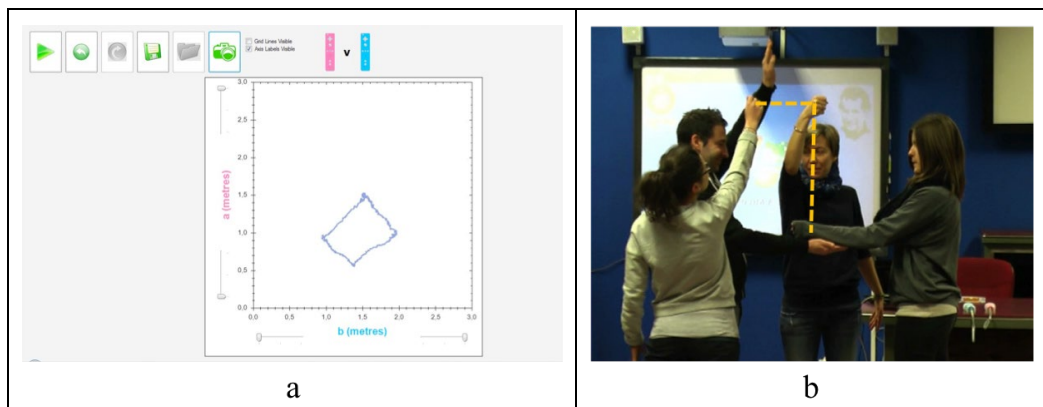 Grid Lines Visible
Axis Labels Visible
v
3,0
2,5
2,0
1,5
1,0
0,5
0,0
a (metres)
0,0 0,5 1,0 1,5 2,0 2,5 3,0
b (metres)
a
b